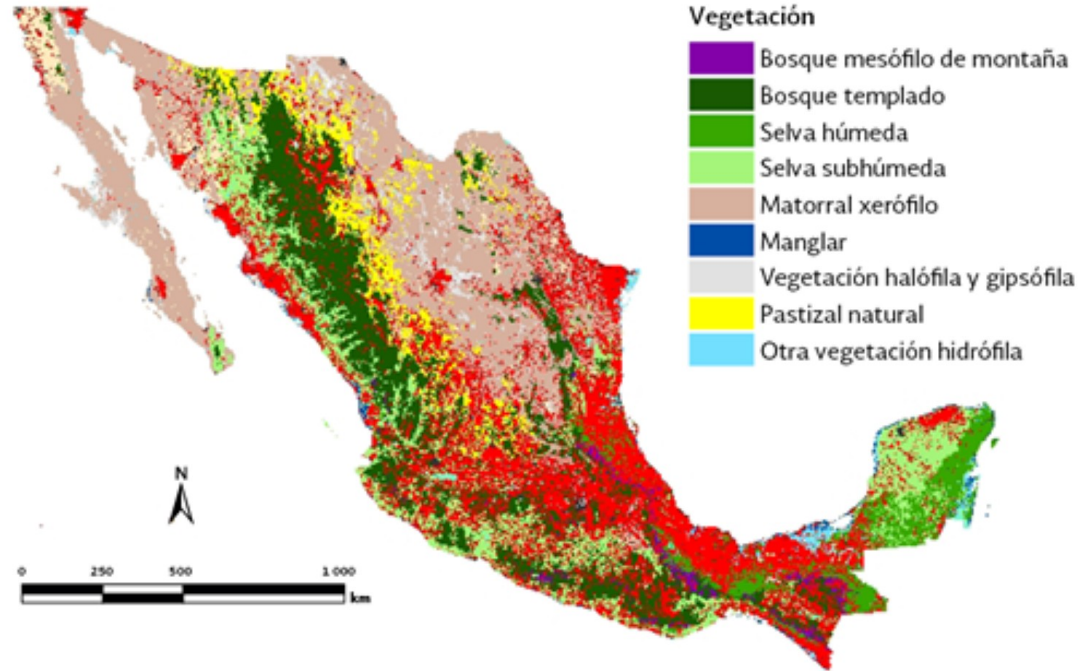 Vegetación
Bosque mesófilo de montaña
Bosque templado
Selva húmeda
Selva subhúmeda
Matorral xerófilo
Manglar
Vegetación halófila y gipsófila
Pastizal natural
Otra vegetación hidrófila
N
0 250 500 1 000
km